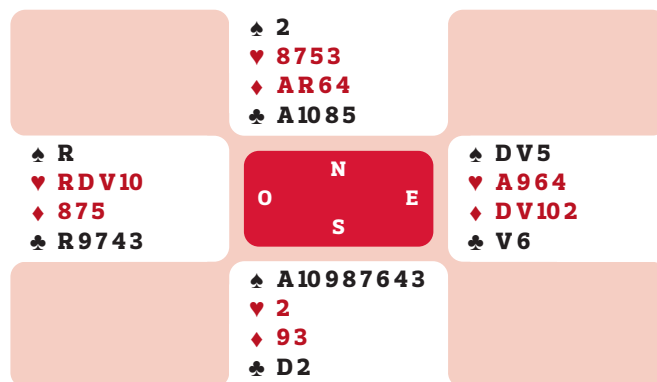 ♠ 2
♥ 8753
♦ AR64
♣ A1085
♠ R
♥ RDV10
♦ 875
♣ R9743
N
O E
S
♠ DV5
♥ A964
♦ DV102
♣ V6
♠ A10987643
♥ 2
♦ 93
♣ D2